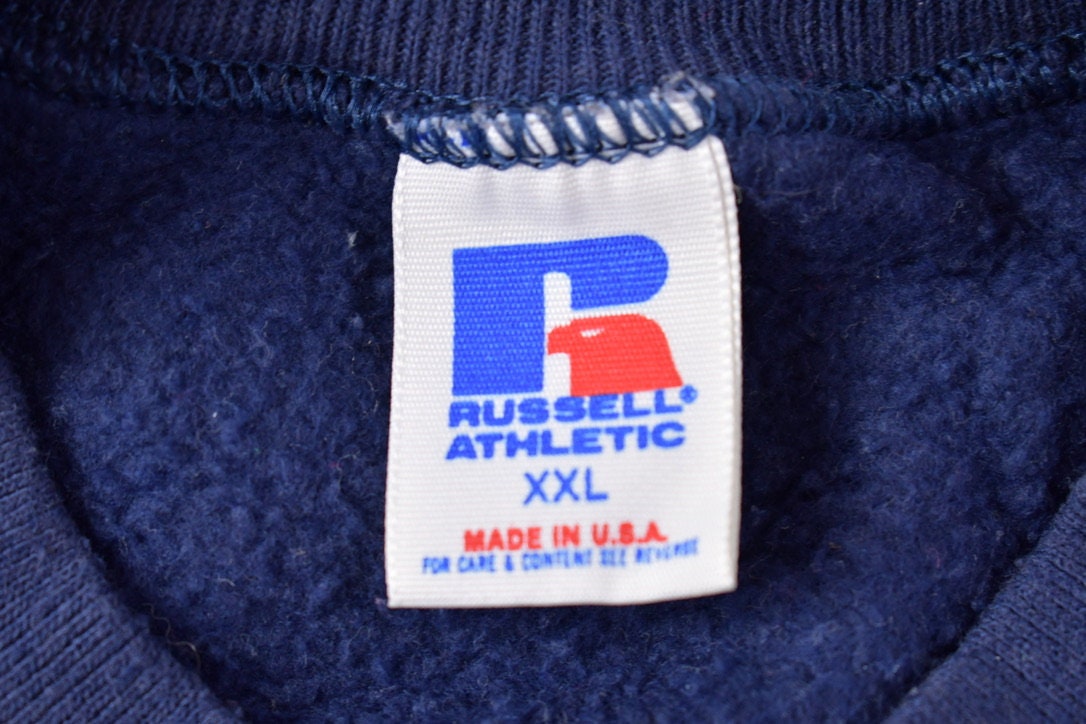 RUSSELL®
ATHLETIC
XXL
MADE IN U.S.A.
FOR CARE & CONTENT SEE REVERSE